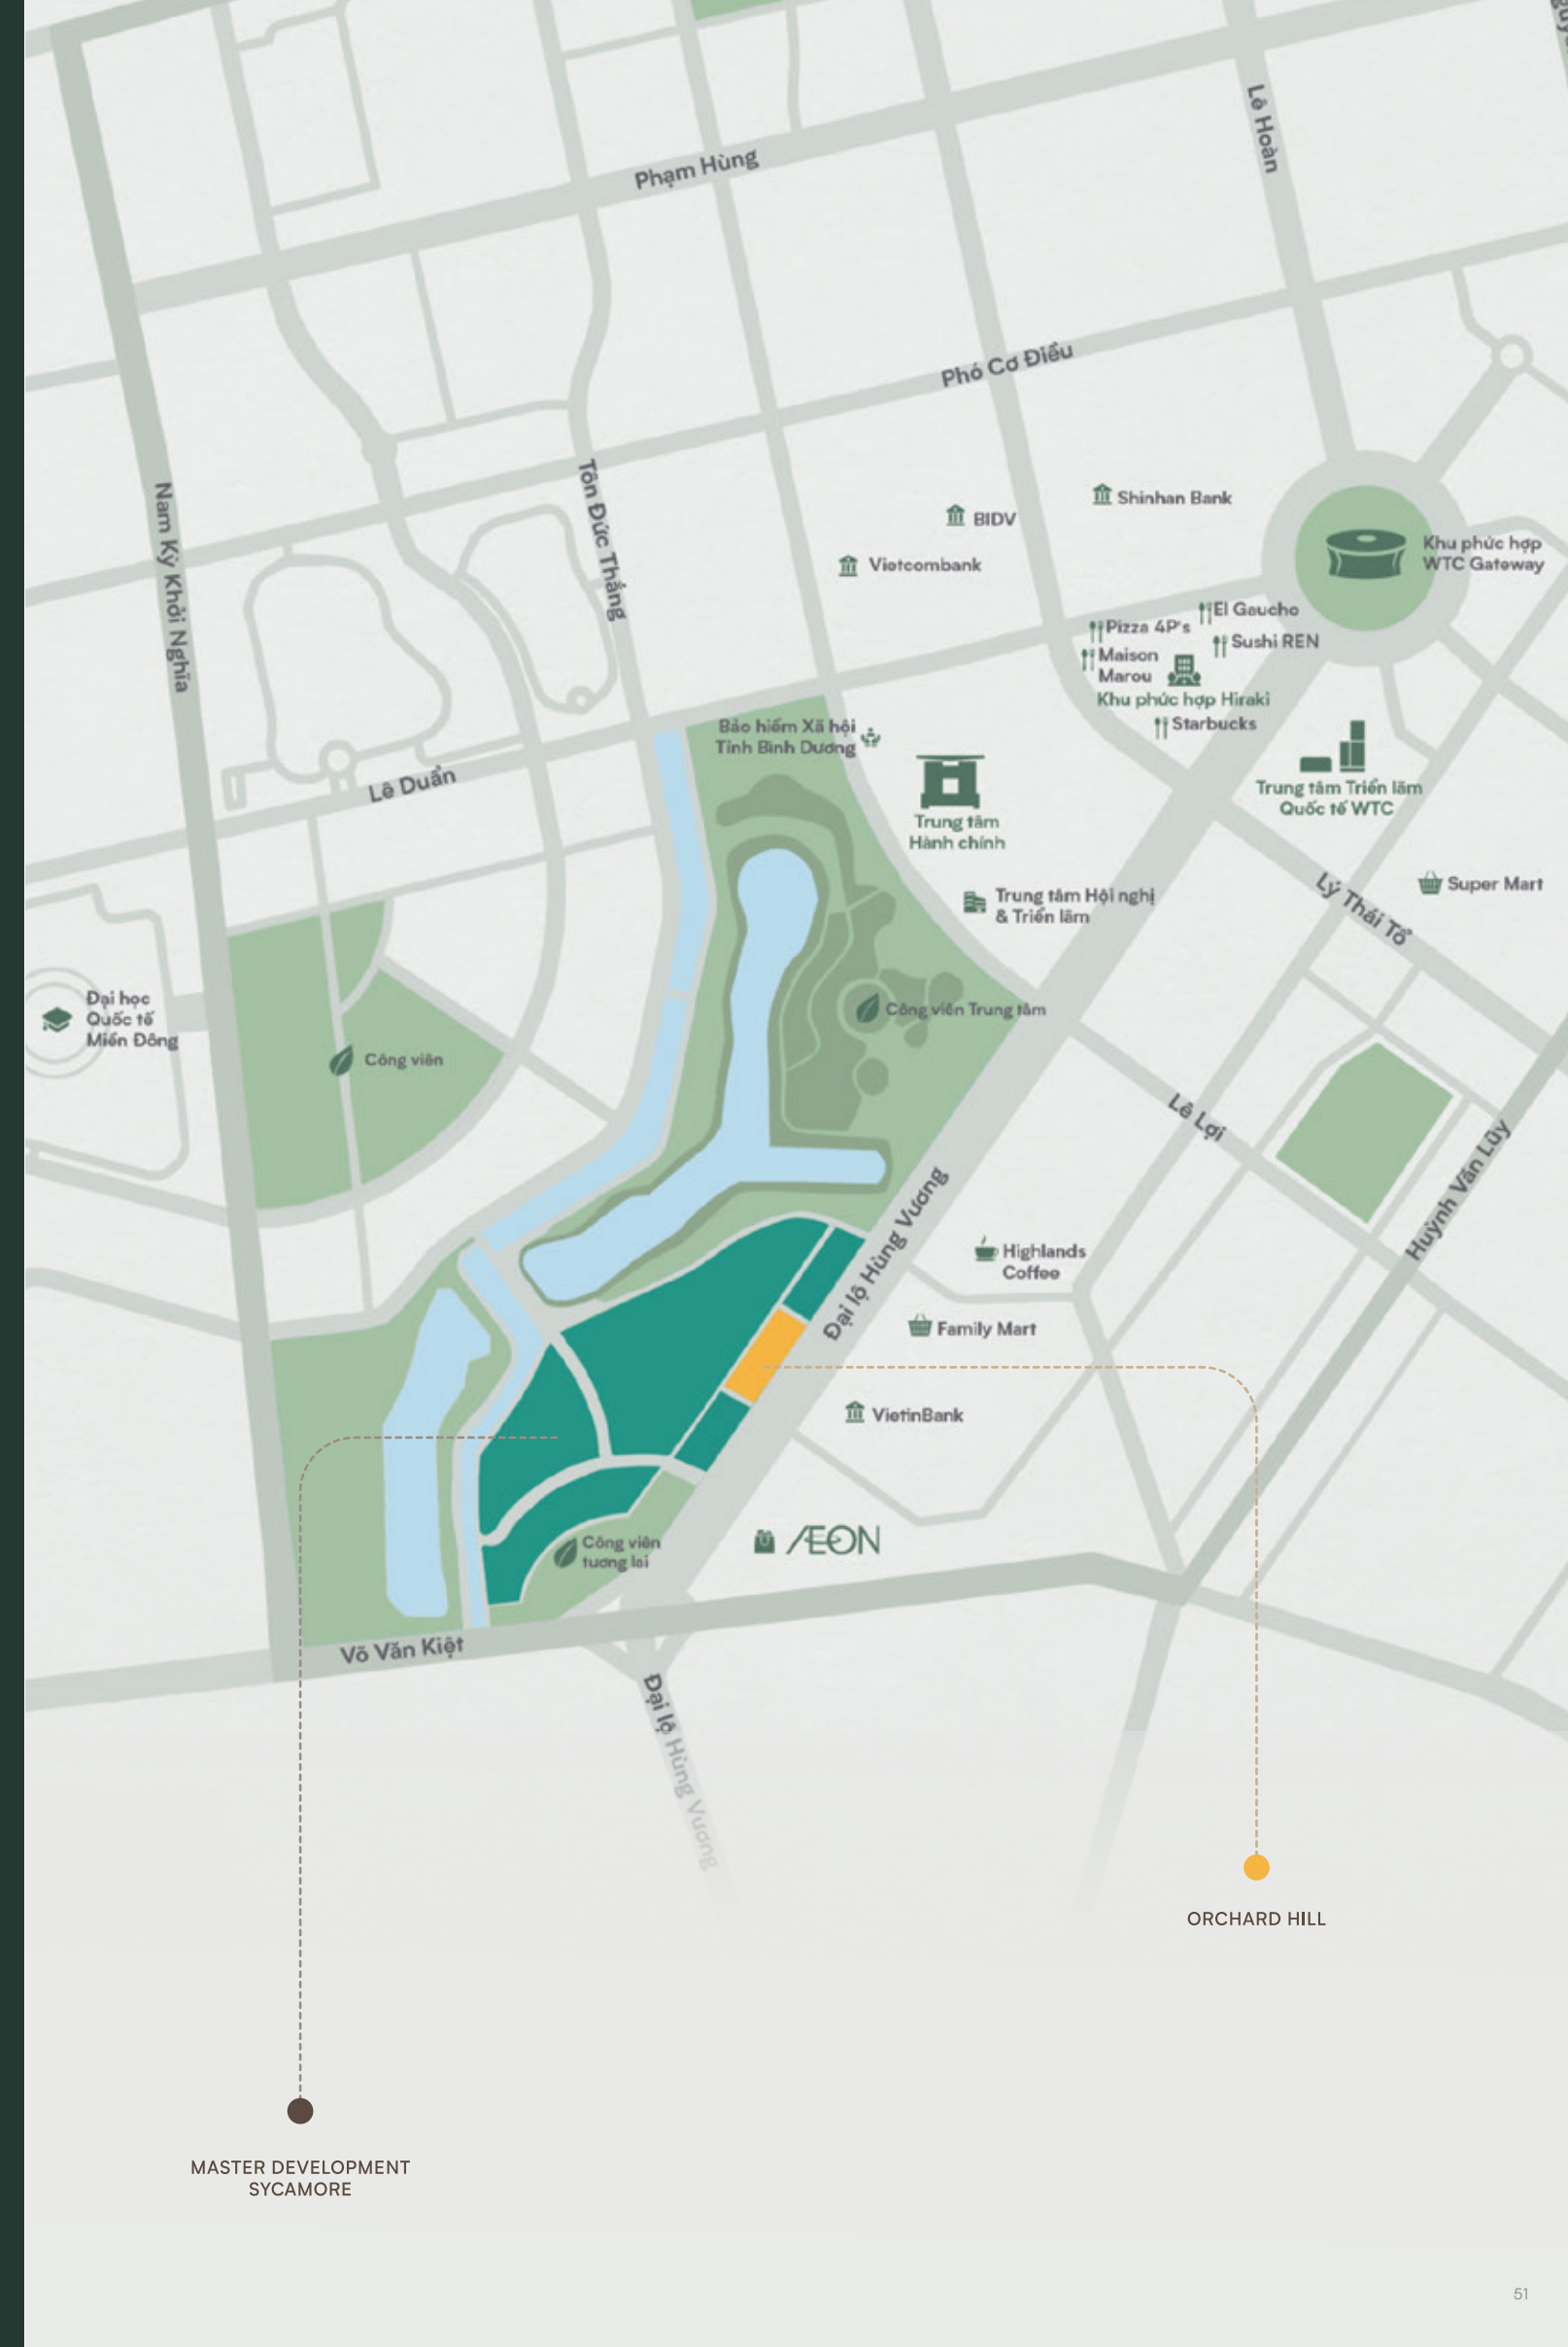 Lê Hoàn
Phạm Hùng
Phó Cơ Điều
Nam Kỳ Khởi Nghĩa
Tôn Đức Thắng
Shinhan Bank
BIDV
Vietcombank
Khu phức hợp
WTC Gateway
El Gaucho
Pizza 4P's
Sushi REN
Maison
Marou
Khu phức hợp Hiraki
Starbucks
Bảo hiểm Xã hội
Tỉnh Bình Dương
Lê Duẩn
Trung tâm
Hành chính
Trung tâm Triển lãm
Quốc tế WTC
Trung tâm Hội nghị
& Triển lãm
Super Mart
Lý Thái Tổ
Đại học
Quốc tế
Miền Đông
Công viên
Công viên Trung tâm
Lê Lợi
Huỳnh Văn Lũy
Đại lộ Hùng Vương
Highlands
Coffee
Family Mart
VietinBank
Công viên
tương lai
ÆON
Võ Văn Kiệt
Đại lộ Hùng Vương
ORCHARD HILL
MASTER DEVELOPMENT
SYCAMORE
51